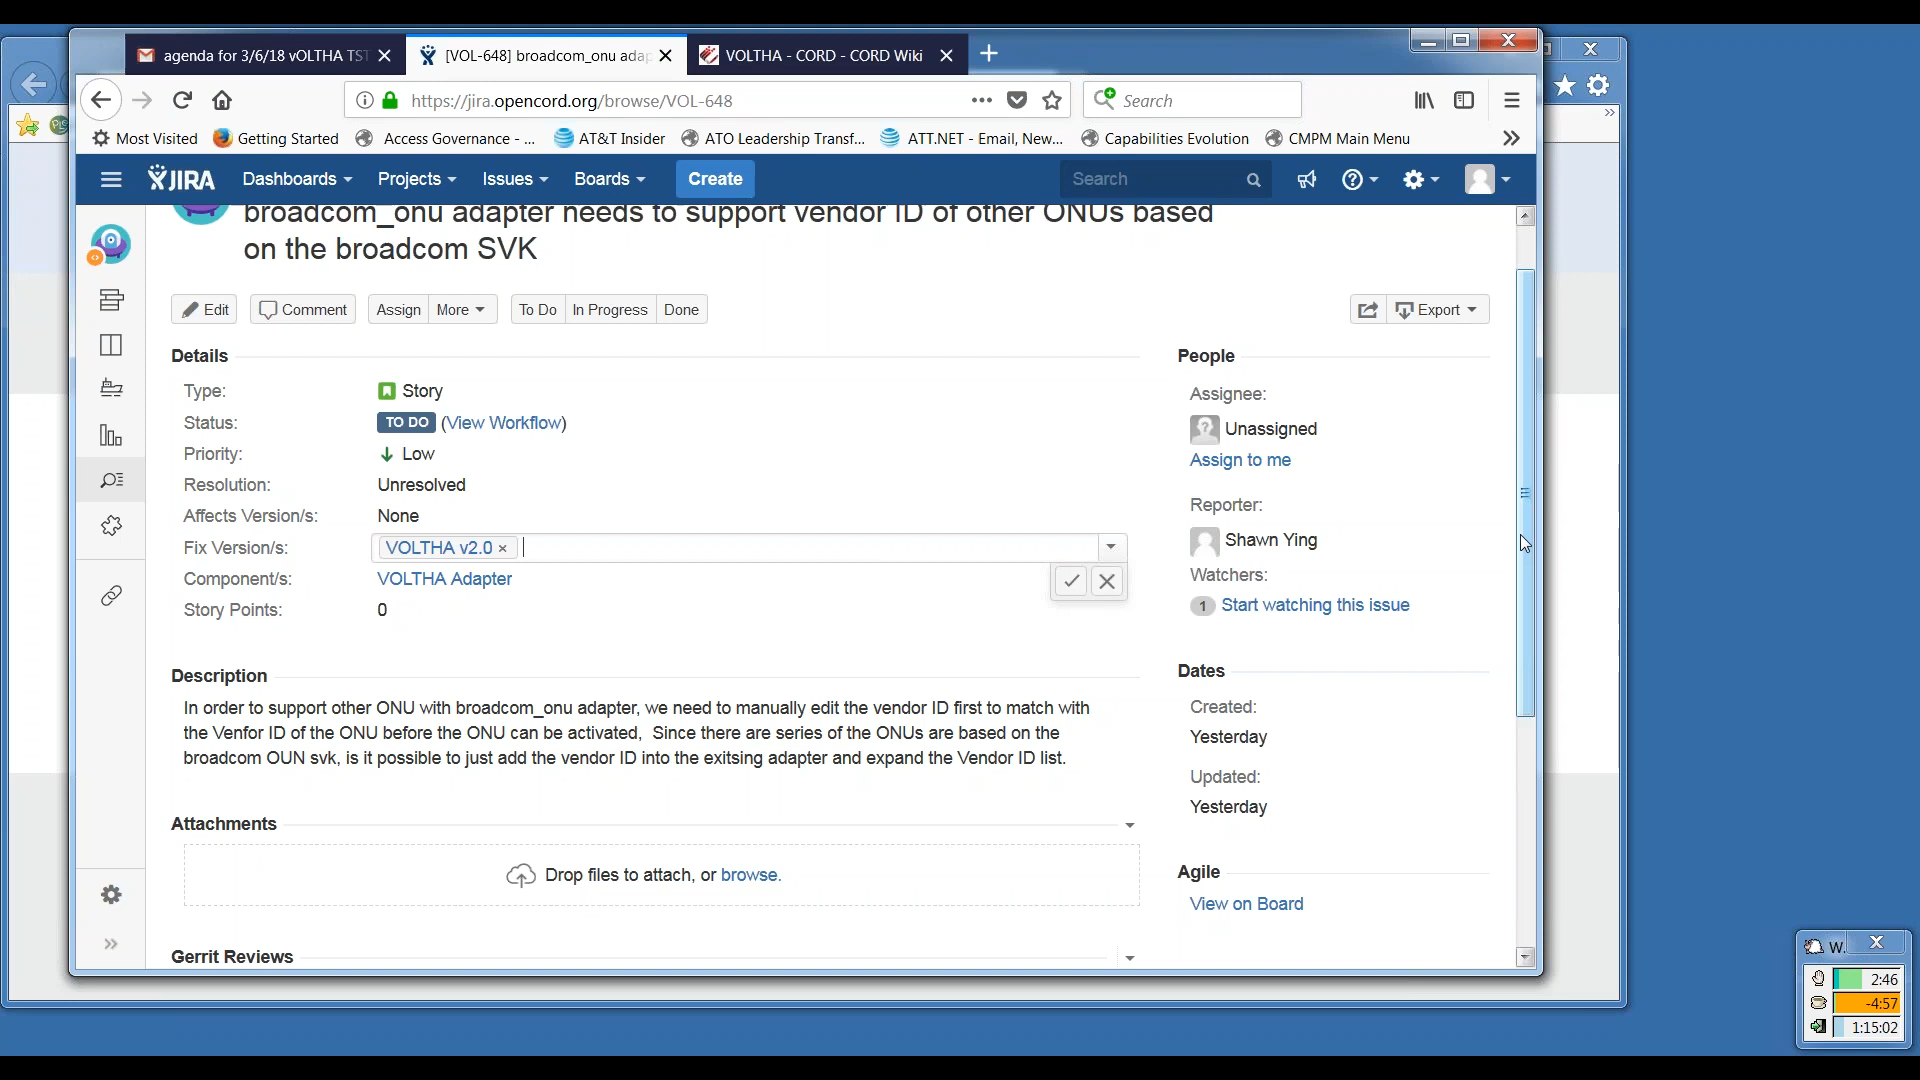 agenda for 3/6/18 vOLTHA TST
[VOL-648] broadcom_onu adap
VOLTHA - CORD - CORD Wiki
https://jira.opencord.org/browse/VOL-648
Search
Most Visited
Getting Started
Access Governance - ...
AT&T Insider
ATO Leadership Transf...
ATT.NET - Email, New...
Capabilities Evolution
CMPM Main Menu
JIRA
Dashboards
Projects
Issues
Boards
Create
Search
broadcom_onu adapter needs to support vendor ID of other ONUs based
on the broadcom SVK
Edit
Comment
Assign
More
To Do
In Progress
Done
Export
Details
Type:
Story
Status:
TO DO (View Workflow)
Priority:
Low
Resolution:
Unresolved
Affects Version/s:
None
Fix Version/s:
VOLTHA v2.0
Component/s:
VOLTHA Adapter
Story Points:
0
People
Assignee:
Unassigned
Assign to me
Reporter:
Shawn Ying
Watchers:
1 Start watching this issue
Description
In order to support other ONU with broadcom_onu adapter, we need to manually edit the vendor ID first to match with
the Venfor ID of the ONU before the ONU can be activated,  Since there are series of the ONUs are based on the
broadcom OUN svk, is it possible to just add the vendor ID into the exitsing adapter and expand the Vendor ID list.
Dates
Created:
Yesterday
Updated:
Yesterday
Attachments
Drop files to attach, or browse.
Agile
View on Board
Gerrit Reviews
W.
2:46
-4:57
1:15:02